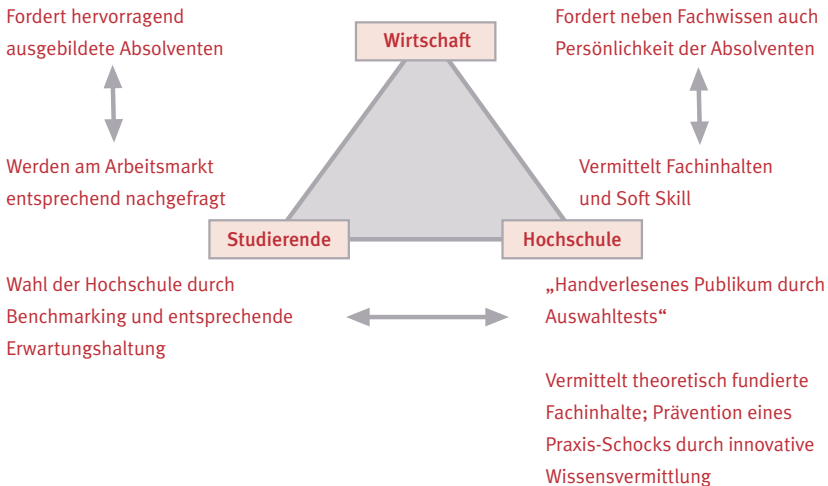 Fordert hervorragend
ausgebildete Absolventen
Wirtschaft
Fordert neben Fachwissen auch
Persönlichkeit der Absolventen
Werden am Arbeitsmarkt
entsprechend nachgefragt
Vermittelt Fachinhalten
und Soft Skill
Studierende
Hochschule
Wahl der Hochschule durch
Benchmarking und entsprechende
Erwartungshaltung
„Handverlesenes Publikum durch
Auswahltests“
Vermittelt theoretisch fundierte
Fachinhalte; Prävention eines
Praxis-Schocks durch innovative
Wissensvermittlung